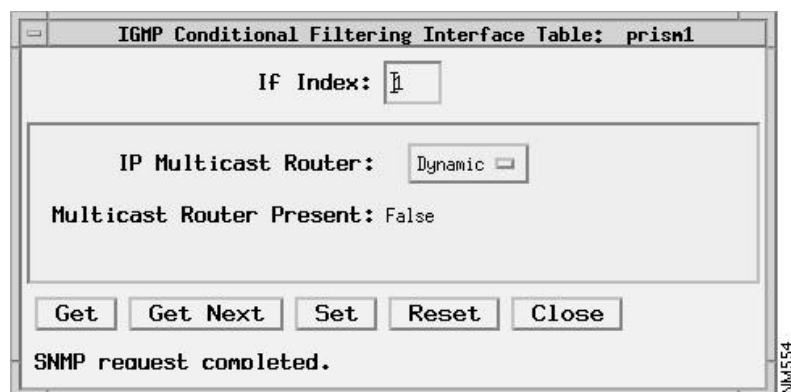 IGMP Conditional Filtering Interface Table: prism1
If Index: 1
IP Multicast Router: Dynamic
Multicast Router Present: False
Get Get Next Set Reset Close
SNMP request completed.
NM554